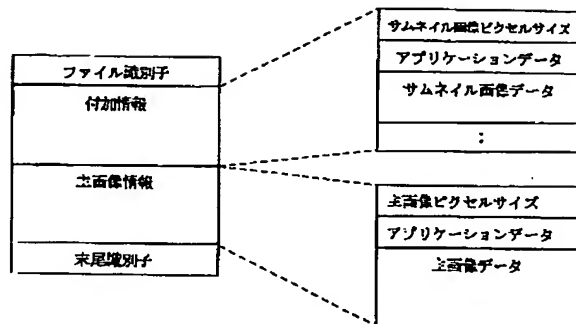 ファイル識別子
付加情報
主画像情報
末尾識別子
サムネイル画像ピクセルサイズ
アプリケーションデータ
サムネイル画像データ
:
主画像ピクセルサイズ
アプリケーションデータ
主画像データ